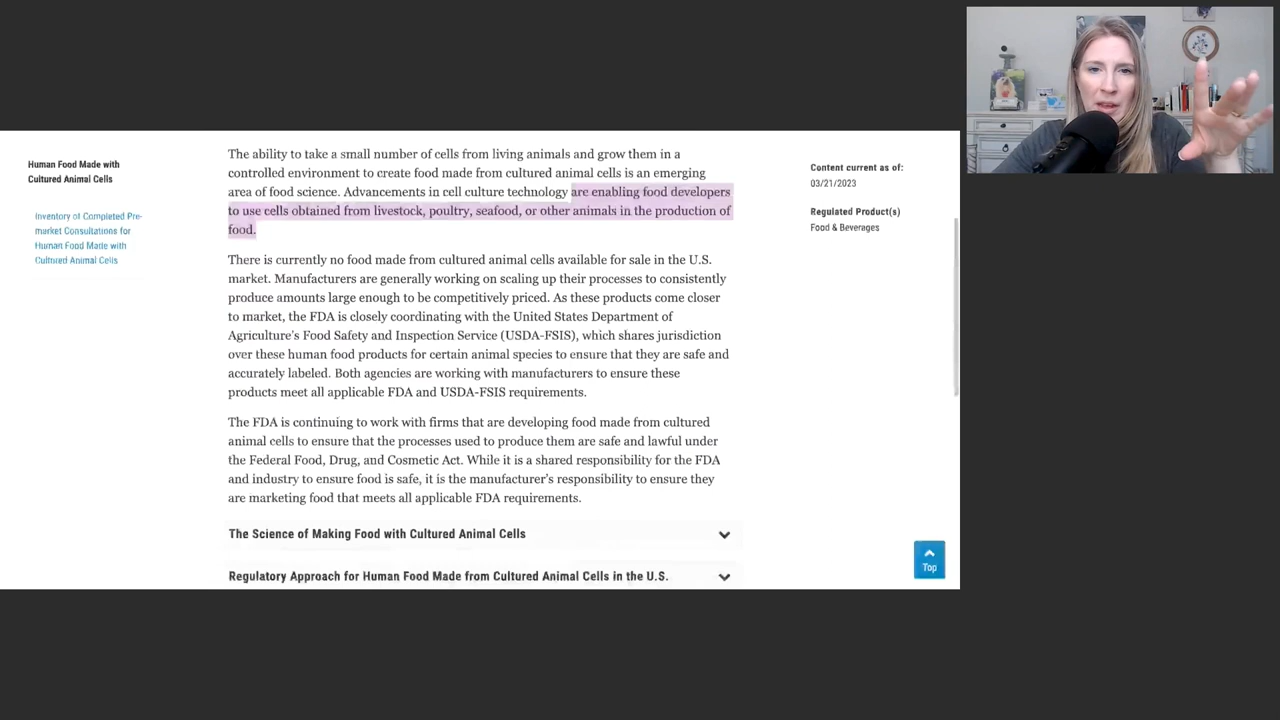 Human Food Made with
Cultured Animal Cells
Inventory of Completed Pre-
market Consultations for
Human Food Made with
Cultured Animal Cells
The ability to take a small number of cells from living animals and grow them in a
controlled environment to create food made from cultured animal cells is an emerging
area of food science. Advancements in cell culture technology are enabling food developers
to use cells obtained from livestock, poultry, seafood, or other animals in the production of
food.
There is currently no food made from cultured animal cells available for sale in the U.S.
market. Manufacturers are generally working on scaling up their processes to consistently
produce amounts large enough to be competitively priced. As these products come closer
to market, the FDA is closely coordinating with the United States Department of
Agriculture's Food Safety and Inspection Service (USDA-FSIS), which shares jurisdiction
over these human food products for certain animal species to ensure that they are safe and
accurately labeled. Both agencies are working with manufacturers to ensure these
products meet all applicable FDA and USDA-FSIS requirements.
The FDA is continuing to work with firms that are developing food made from cultured
animal cells to ensure that the processes used to produce them are safe and lawful under
the Federal Food, Drug, and Cosmetic Act. While it is a shared responsibility for the FDA
and industry to ensure food is safe, it is the manufacturer's responsibility to ensure they
are marketing food that meets all applicable FDA requirements.
The Science of Making Food with Cultured Animal Cells
Regulatory Approach for Human Food Made from Cultured Animal Cells in the U.S.
Content current as of:
03/21/2023
Regulated Product(s)
Food & Beverages
Top